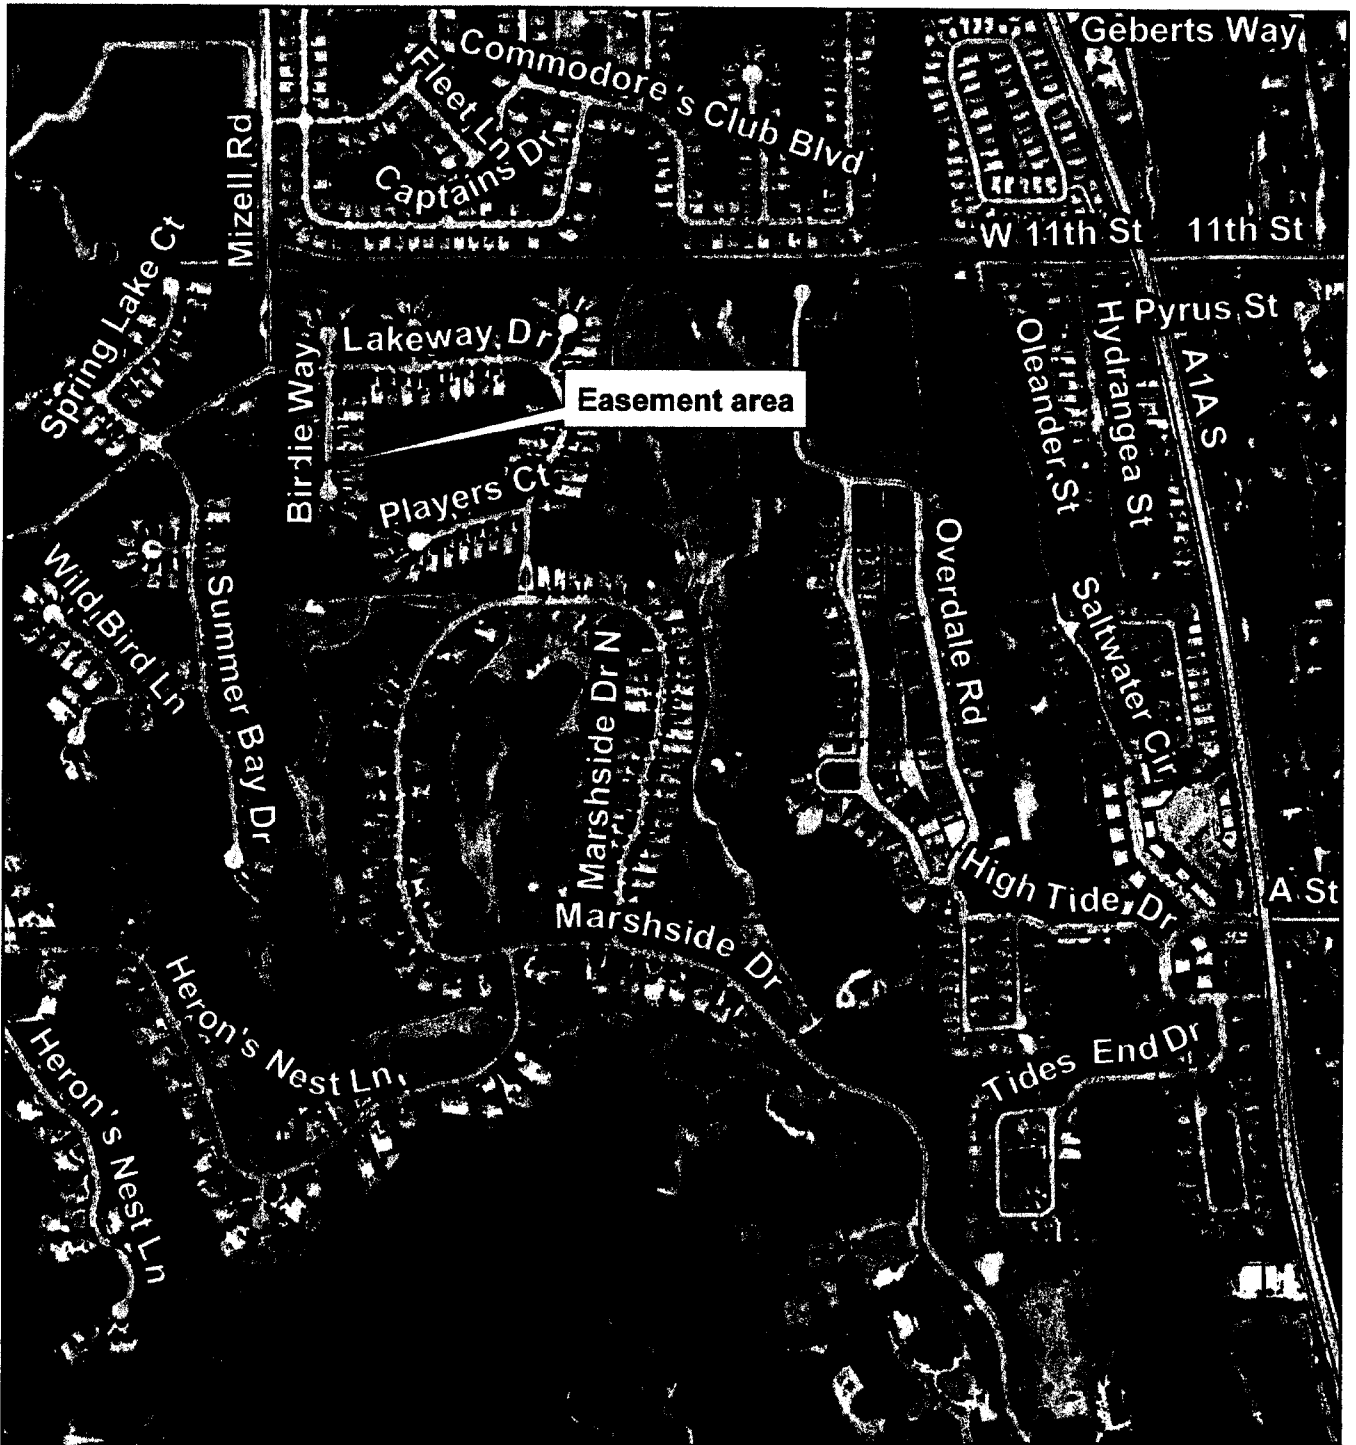 Geberts Way
Commodore's Club Blvd
Fleet Ln
Captains Dr
Mizell Rd
W 11th St
11th St
Spring Lake Ct
Lakeway Dr
Birdie Way
Easement area
Players Ct
Pyrus St
Hydrangea St
Oleander St
A1A S
Wild Bird Ln
Summer Bay Dr
Overdale Rd
Saltwater Cir
Marshside Dr N
Marshside Dr
High Tide Dr
A St
Heron's Nest Ln
Heron's Nest Ln
Tides End Dr